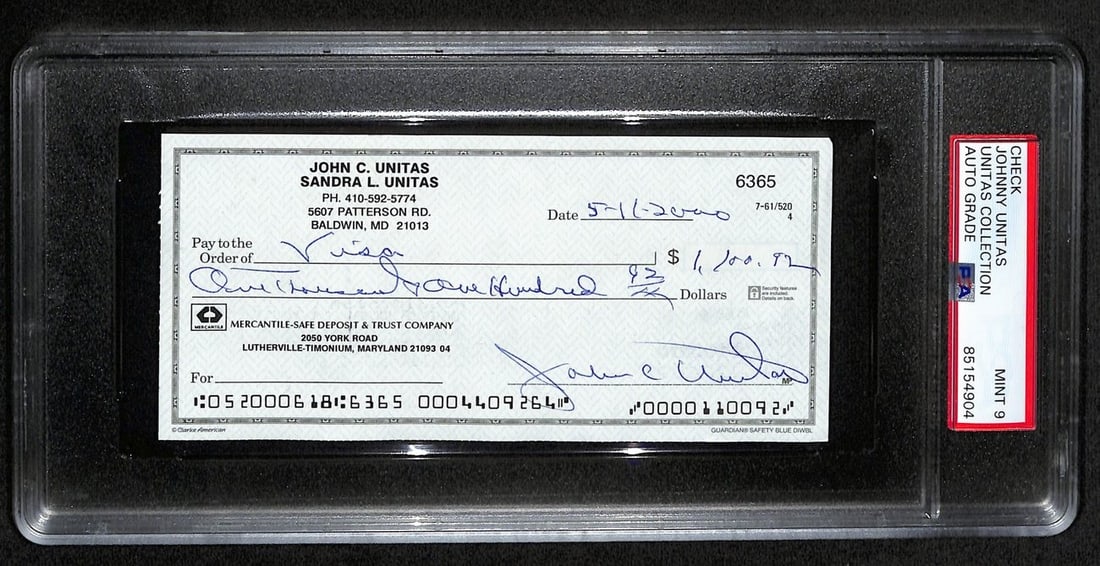 JOHN C. UNITAS
SANDRA L. UNITAS
PH. 410-592-5774
5607 PATTERSON RD.
BALDWIN, MD 21013
6365
Date 5-11-2000
7-61/520
4
Pay to the
Order of Visa $ 1,100.92
One Thousand & One Hundred 92/xx Dollars
Security features
are included.
Details on back.
MERCANTILE
MERCANTILE-SAFE DEPOSIT & TRUST COMPANY
2050 YORK ROAD
LUTHERVILLE-TIMONIUM, MARYLAND 21093 04
For
John C Unitas
MP
⑆052000618⑆6365 0004409264⑈ ⑈0000110092⑈
© Clarke American
GUARDIAN® SAFETY BLUE DIWBL
CHECK
JOHNNY UNITAS
UNITAS COLLECTION
AUTO GRADE
MINT 9
85154904
PSA